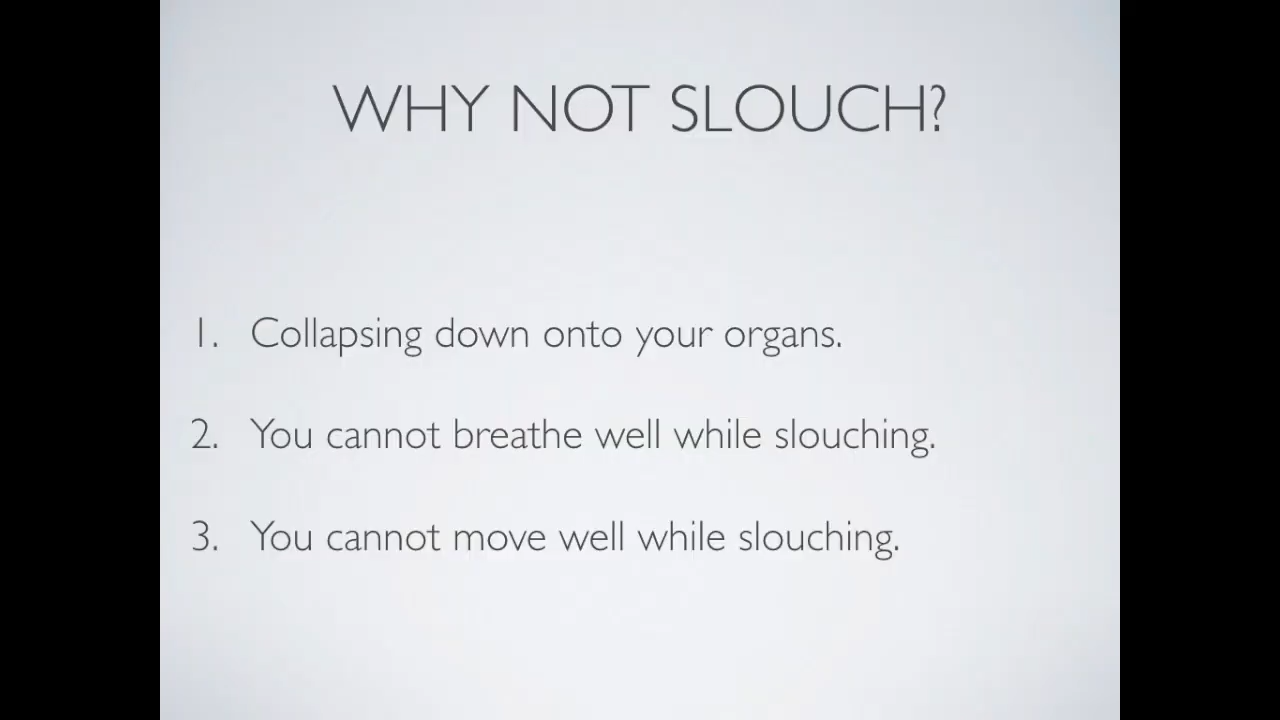 WHY NOT SLOUCH?
1. Collapsing down onto your organs.
2. You cannot breathe well while slouching.
3. You cannot move well while slouching.